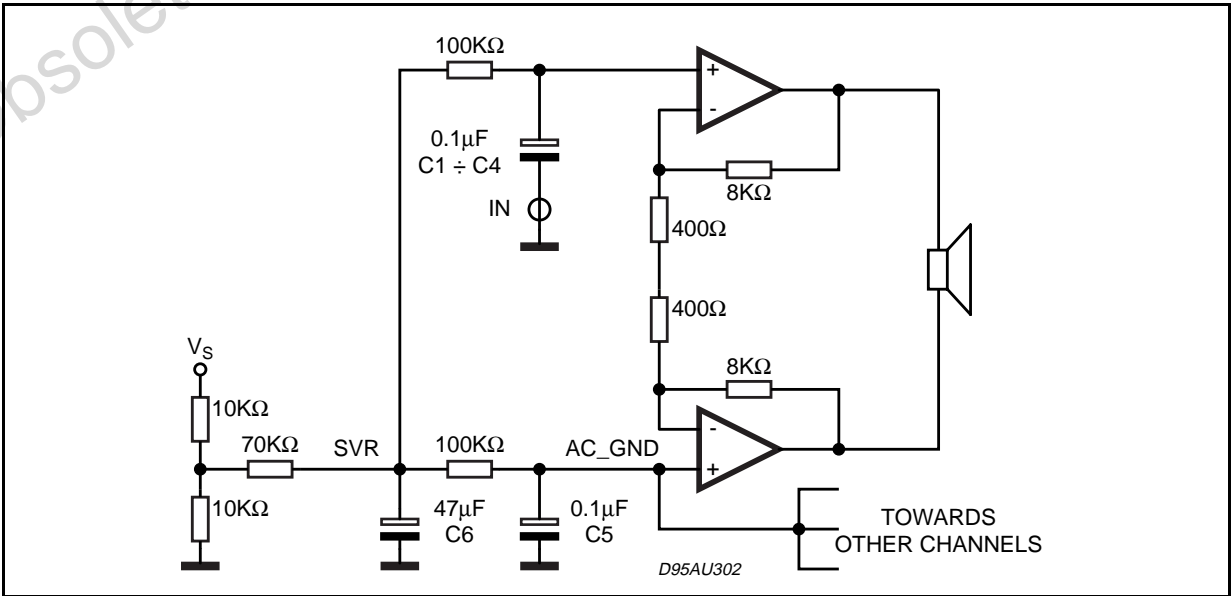 100KΩ
+
-
0.1μF
C1 ÷ C4
8KΩ
IN
400Ω
400Ω
VS
8KΩ
10KΩ
70KΩ
SVR
100KΩ
AC_GND
-
+
10KΩ
47μF
C6
0.1μF
C5
TOWARDS
OTHER CHANNELS
D95AU302